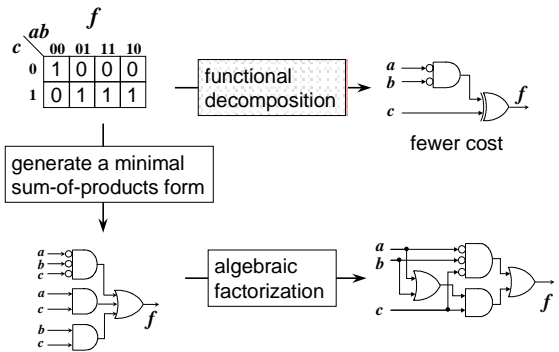 f
ab
c
00 01 11 10
0 1 0 0 0
1 0 1 1 1
functional
decomposition
a
b
c
f
fewer cost
generate a minimal
sum-of-products form
a
b
c
a
c
b
c
f
algebraic
factorization
a
b
c
f